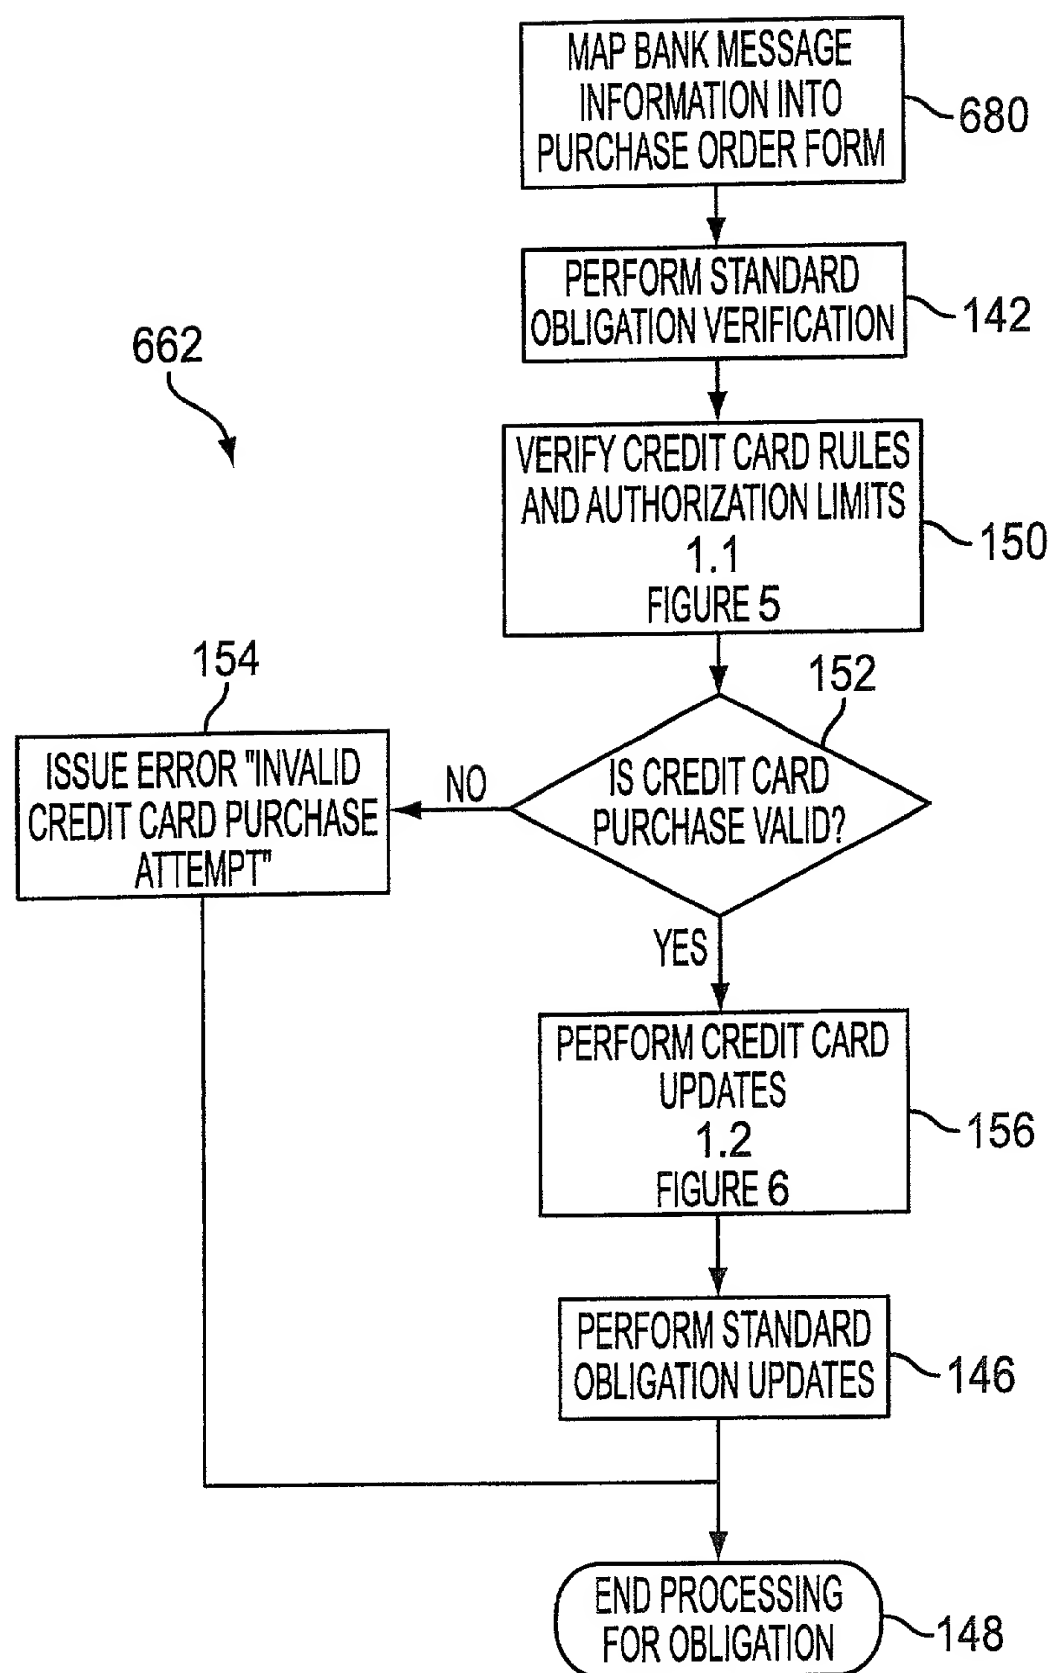 MAP BANK MESSAGE
INFORMATION INTO
PURCHASE ORDER FORM
680
PERFORM STANDARD
OBLIGATION VERIFICATION
142
662
VERIFY CREDIT CARD RULES
AND AUTHORIZATION LIMITS
1.1
FIGURE 5
150
154
152
ISSUE ERROR "INVALID
CREDIT CARD PURCHASE
ATTEMPT"
NO
IS CREDIT CARD
PURCHASE VALID?
YES
PERFORM CREDIT CARD
UPDATES
1.2
FIGURE 6
156
PERFORM STANDARD
OBLIGATION UPDATES
146
END PROCESSING
FOR OBLIGATION
148